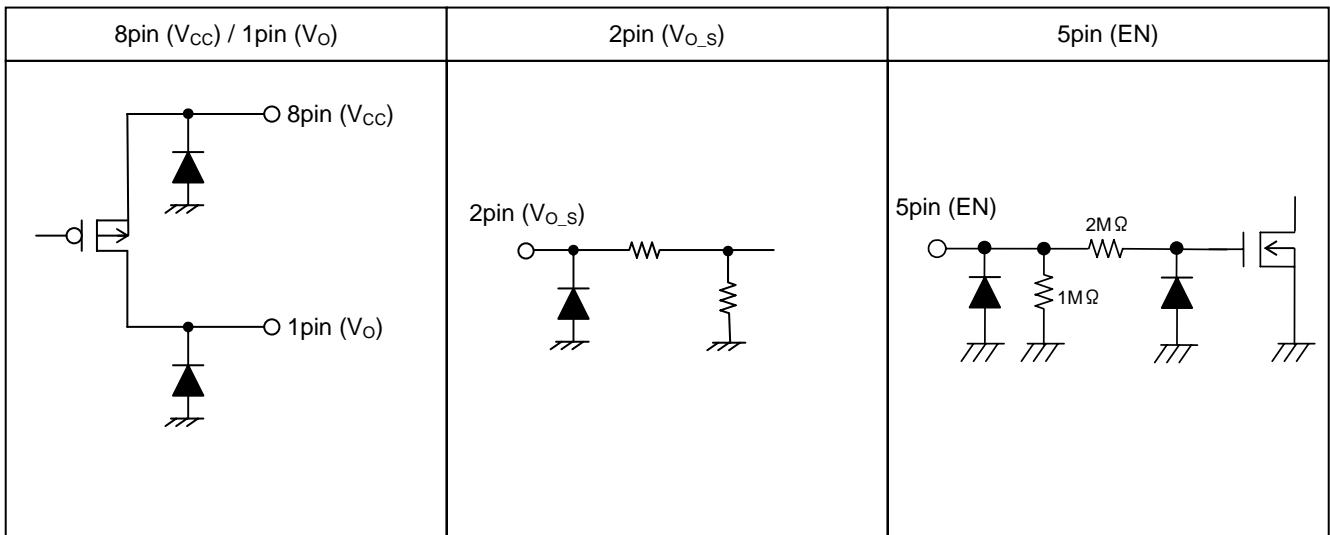 8pin (VCC) / 1pin (VO)
2pin (VO_S)
5pin (EN)
8pin (VCC)
1pin (VO)
2pin (VO_S)
5pin (EN)
2MΩ
1MΩ